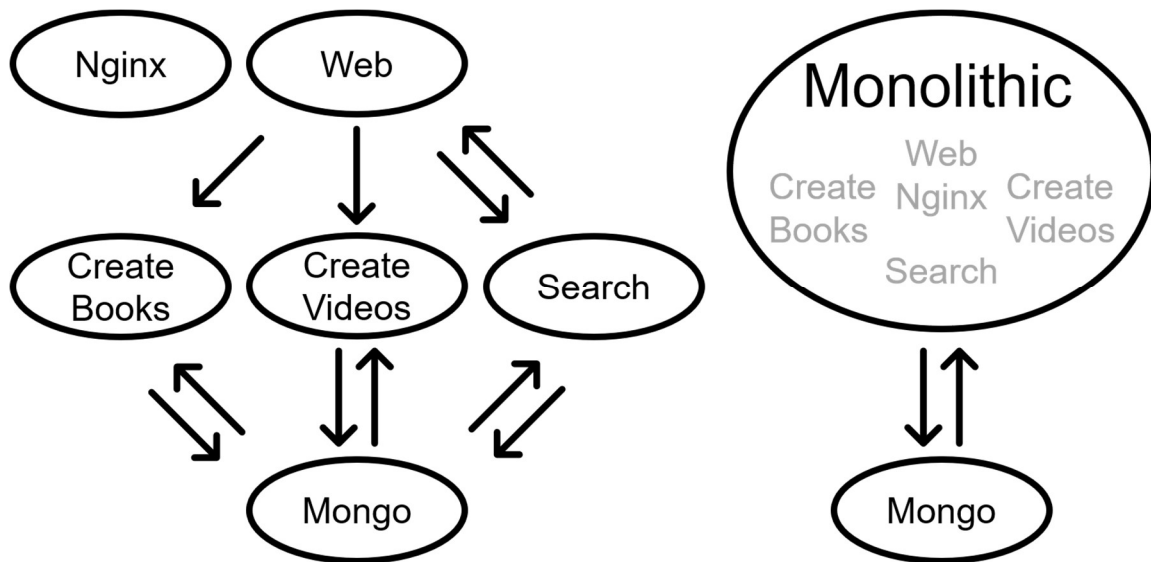 Nginx
Web
Create
Books
Create
Videos
Search
Mongo
Monolithic
Web
Nginx
Create
Books
Create
Videos
Search
Mongo